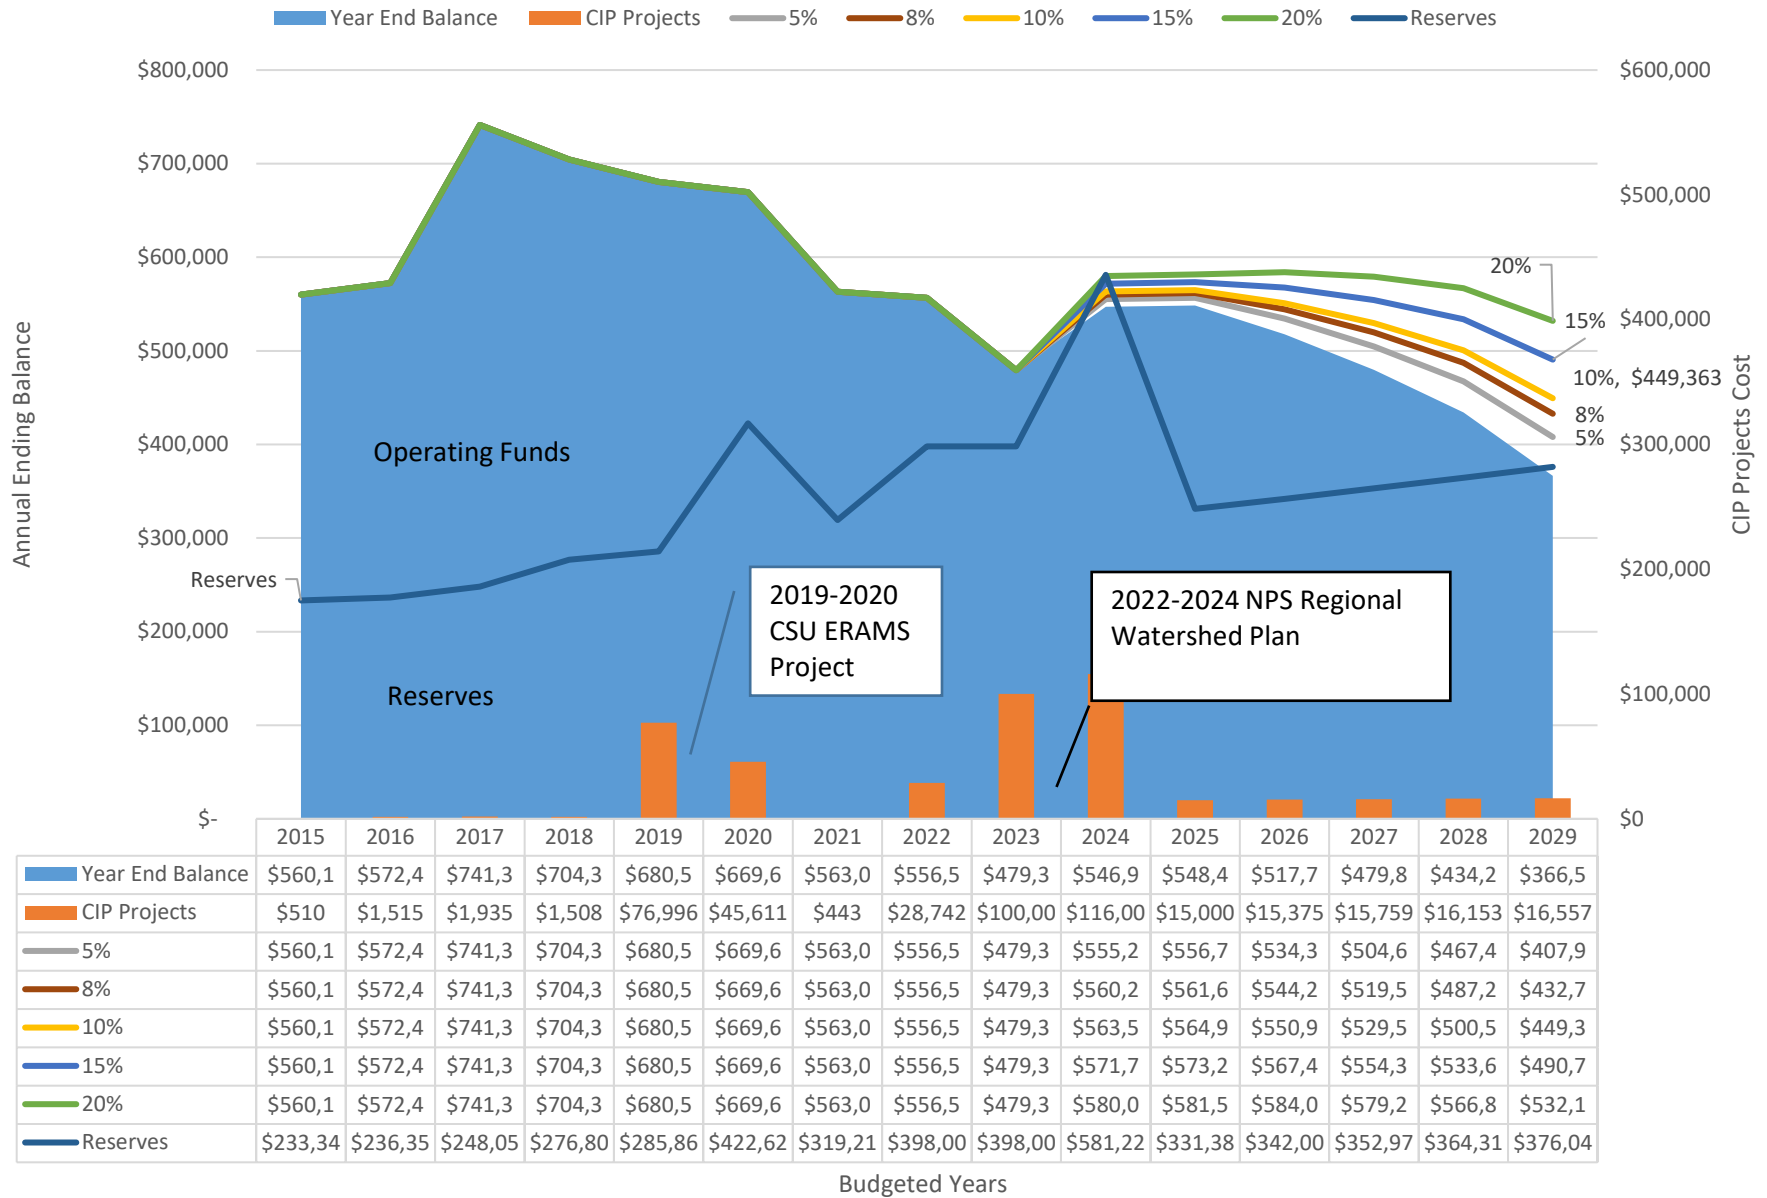 Year End Balance CIP Projects 5% 8% 10% 15% 20% Reserves
$800,000 $600,000
$700,000
$500,000
$600,000
20%
15% $400,000
$500,000
10%, $449,363
8%
$400,000 5% $300,000
Operating Funds
$300,000
Reserves $200,000
2019-2020
CSU ERAMS
Project
2022-2024 NPS Regional
Watershed Plan
$200,000
Reserves $100,000
$100,000
$- $0
Annual Ending Balance
CIP Projects Cost
2015 2016 2017 2018 2019 2020 2021 2022 2023 2024 2025 2026 2027 2028 2029
Year End Balance $560,1 $572,4 $741,3 $704,3 $680,5 $669,6 $563,0 $556,5 $479,3 $546,9 $548,4 $517,7 $479,8 $434,2 $366,5
CIP Projects $510 $1,515 $1,935 $1,508 $76,996 $45,611 $443 $28,742 $100,00 $116,00 $15,000 $15,375 $15,759 $16,153 $16,557
5% $560,1 $572,4 $741,3 $704,3 $680,5 $669,6 $563,0 $556,5 $479,3 $555,2 $556,7 $534,3 $504,6 $467,4 $407,9
8% $560,1 $572,4 $741,3 $704,3 $680,5 $669,6 $563,0 $556,5 $479,3 $560,2 $561,6 $544,2 $519,5 $487,2 $432,7
10% $560,1 $572,4 $741,3 $704,3 $680,5 $669,6 $563,0 $556,5 $479,3 $563,5 $564,9 $550,9 $529,5 $500,5 $449,3
15% $560,1 $572,4 $741,3 $704,3 $680,5 $669,6 $563,0 $556,5 $479,3 $571,7 $573,2 $567,4 $554,3 $533,6 $490,7
20% $560,1 $572,4 $741,3 $704,3 $680,5 $669,6 $563,0 $556,5 $479,3 $580,0 $581,5 $584,0 $579,2 $566,8 $532,1
Reserves $233,34 $236,35 $248,05 $276,80 $285,86 $422,62 $319,21 $398,00 $398,00 $581,22 $331,38 $342,00 $352,97 $364,31 $376,04
Budgeted Years